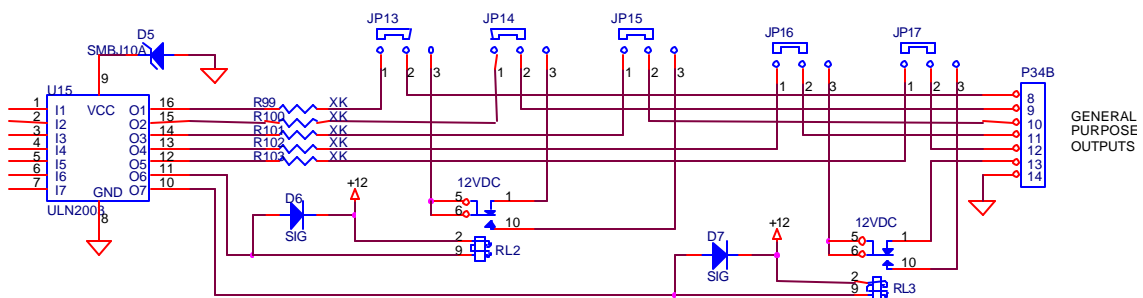 JP13
JP14
JP15
JP16
JP17
D5
SMBJ10A
1 2 3
1 2 3
1 2 3
1 2 3
1 2 3
P34B
9
U15
VCC
GND
ULN2003
8
1 I1
2 I2
3 I3
4 I4
5 I5
6 I6
7 I7
O1 16
O2 15
O3 14
O4 13
O5 12
O6 11
O7 10
R99 XK
R100 XK
R101 XK
R102 XK
R103 XK
8
9
10
11
12
13
14
GENERAL
PURPOSE
OUTPUTS
D6
SIG
+12
12VDC
5 1
6
10
2
9
RL2
D7
SIG
+12
12VDC
5 1
6
10
2
9
RL3